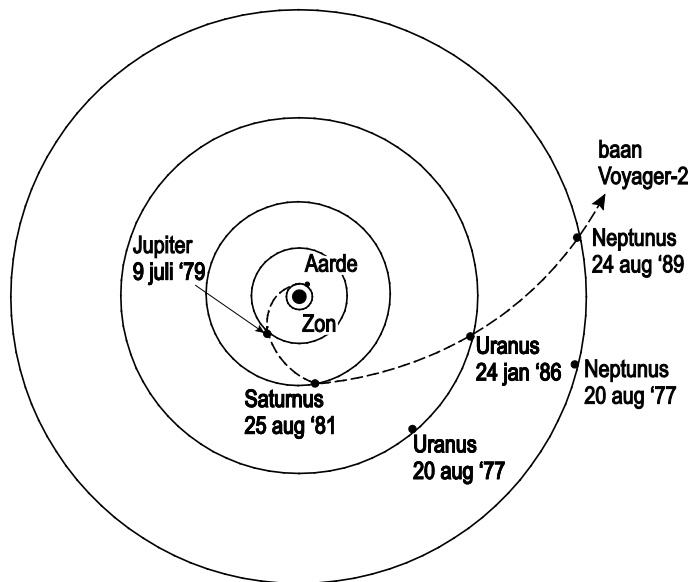 baan
Voyager-2
Jupiter
9 juli ‘79
Aarde
Neptunus
24 aug ‘89
Zon
Uranus
24 jan ‘86
Neptunus
20 aug ‘77
Saturnus
25 aug ‘81
Uranus
20 aug ‘77